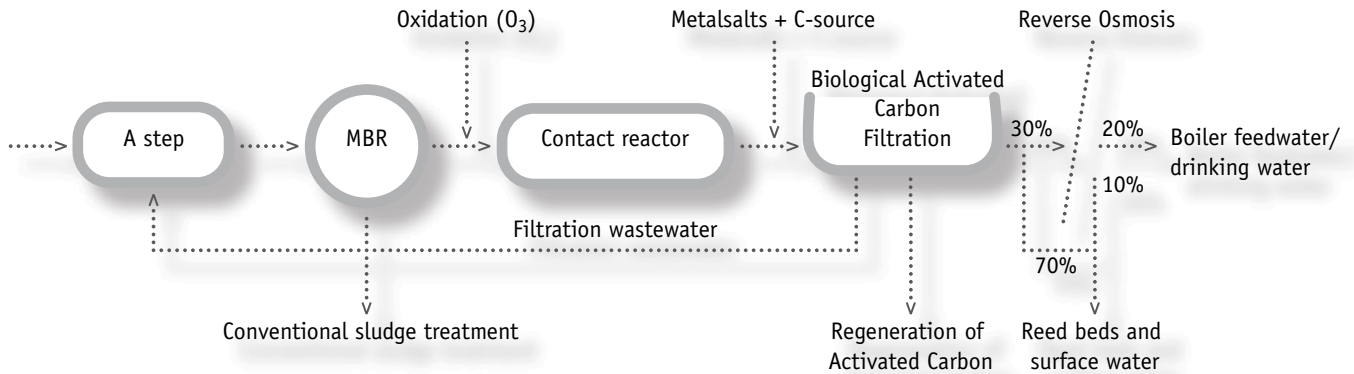 Oxidation (O₃)
Metalsalts + C-source
Reverse Osmosis
A step
MBR
Contact reactor
Biological Activated
Carbon
Filtration
30%
20%
10%
Boiler feedwater/
drinking water
Filtration wastewater
70%
Conventional sludge treatment
Regeneration of
Activated Carbon
Reed beds and
surface water